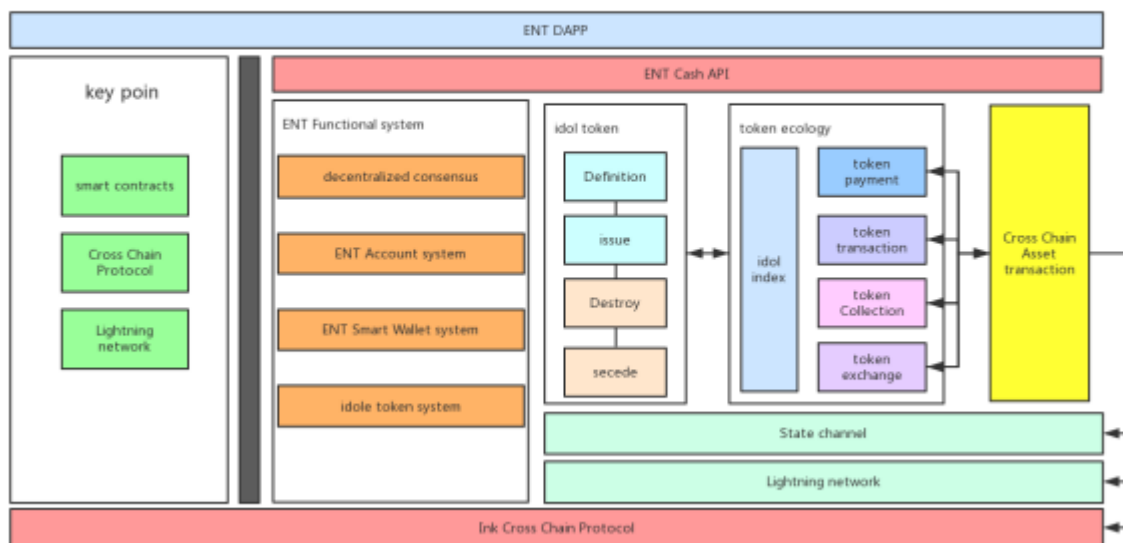 ENT DAPP
key poin
smart contracts
Cross Chain
Protocol
Lightning
network
ENT Cash API
ENT Functional system
decentralized consensus
ENT Account system
ENT Smart Wallet system
idole token system
idol token
Definition
issue
Destroy
secede
token ecology
idol
index
token
payment
token
transaction
token
Collection
token
exchange
Cross Chain
Asset
transaction
State channel
Lightning network
Ink Cross Chain Protocol